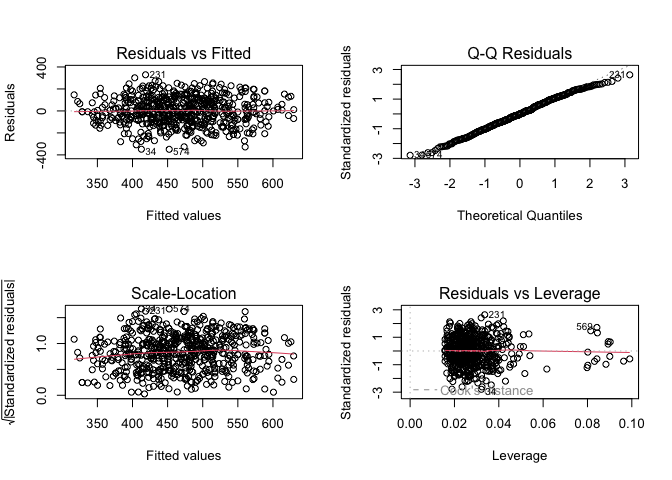 Residuals vs Fitted
Residuals
400
0
-400
231
34
574
350 400 450 500 550 600
Fitted values
Q-Q Residuals
Standardized residuals
3
1
-1
-3
231
-3 -2 -1 0 1 2 3
Theoretical Quantiles
Scale-Location
√|Standardized residuals|
1.0
0.0
231
350 400 450 500 550 600
Fitted values
Residuals vs Leverage
Standardized residuals
3
1
-1
-3
231
34
Cook's distance
0.00 0.02 0.04 0.06 0.08 0.10
Leverage